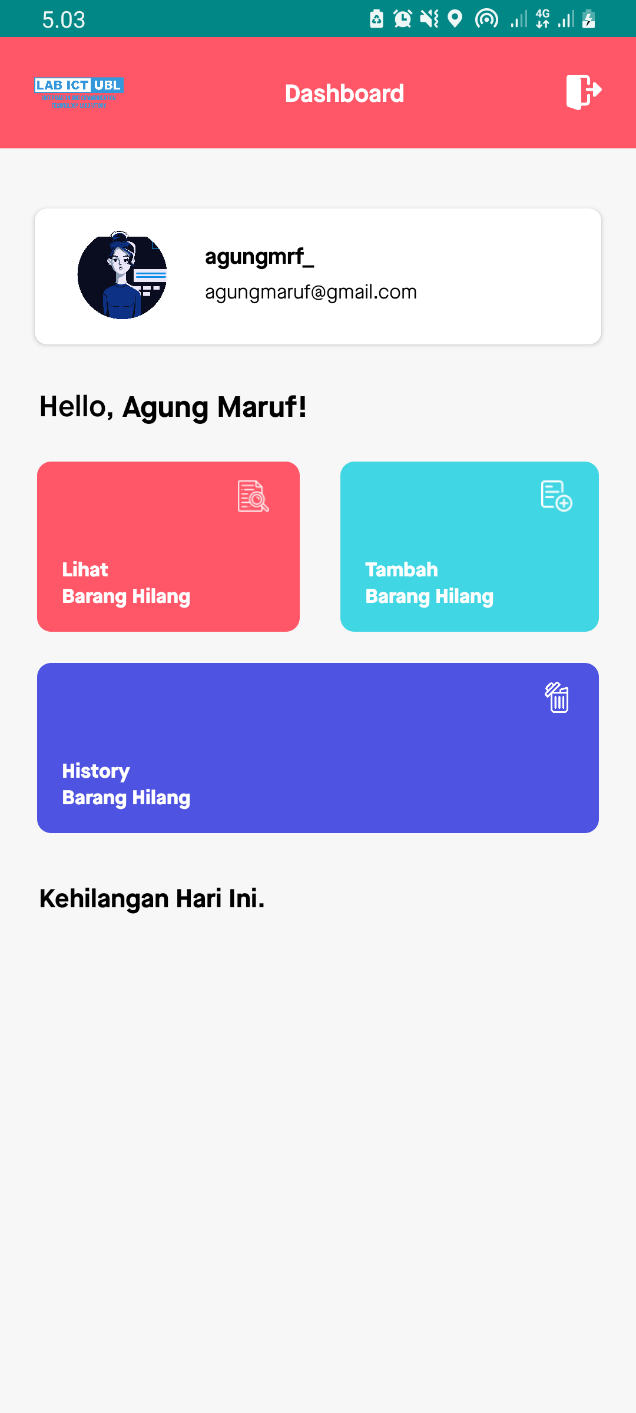 5.03
4G
LAB ICT UBL
Dashboard
agungmrf_
agungmaruf@gmail.com
Hello, Agung Maruf!
Lihat
Barang Hilang
Tambah
Barang Hilang
History
Barang Hilang
Kehilangan Hari Ini.